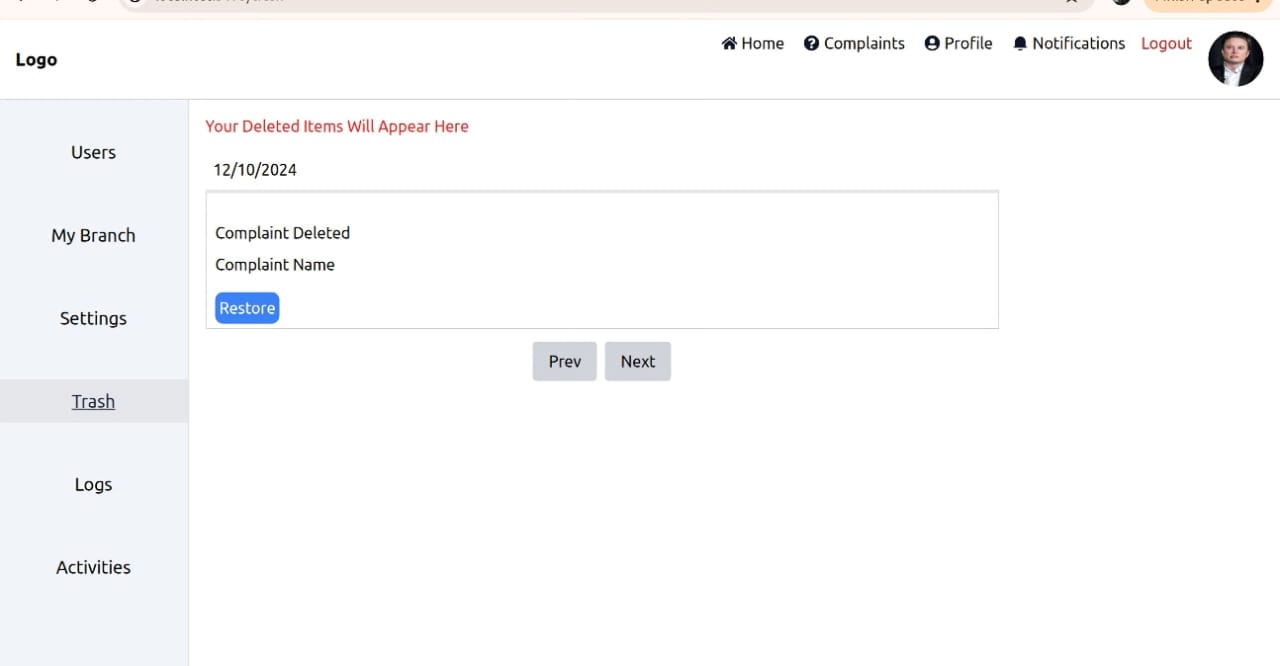 Home
Complaints
Profile
Notifications
Logout
Logo
Users
My Branch
Settings
Trash
Logs
Activities
Your Deleted Items Will Appear Here
12/10/2024
Complaint Deleted
Complaint Name
Restore
Prev
Next